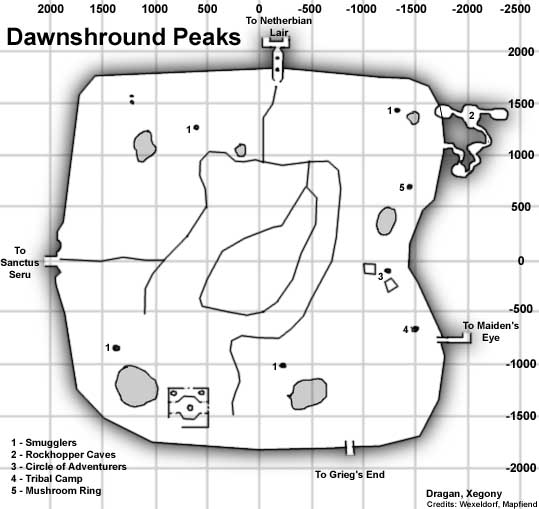 2000 1500 1000 500 0 -500 -1000 -1500 -2000 -2500
To Netherbian
Lair
Dawnshround Peaks
2000
1
2
1500
1
1000
5
500
To
Sanctus
Seru
0
3
-500
4
To Maiden's
Eye
1
1
-1000
-1500
1 - Smugglers
2 - Rockhopper Caves
3 - Circle of Adventurers
4 - Tribal Camp
5 - Mushroom Ring
-2000
To Grieg's End
Dragan, Xegony
Credits: Wexeldorf, Mapfiend